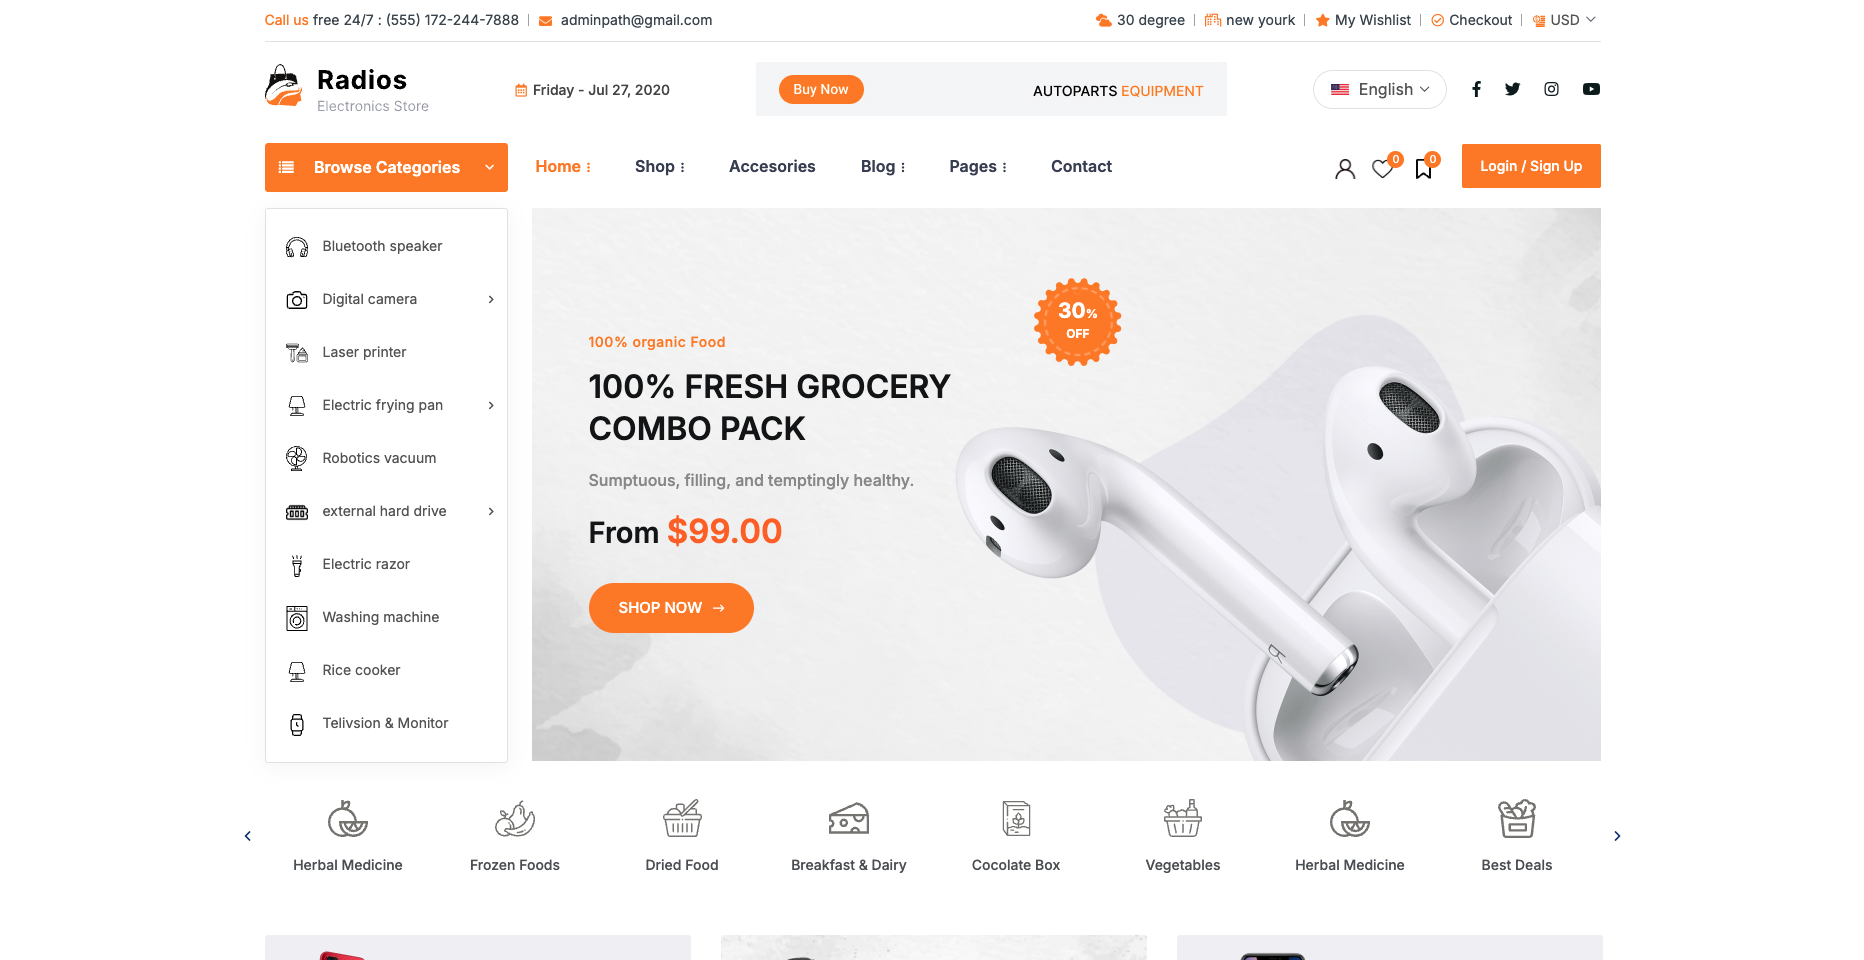 Call us free 24/7 : (555) 172-244-7888
adminpath@gmail.com
30 degree
new yourk
My Wishlist
Checkout
USD
Radios
Electronics Store
Friday - Jul 27, 2020
Buy Now
AUTOPARTS EQUIPMENT
English
Browse Categories
Home
Shop
Accesories
Blog
Pages
Contact
0
0
Login / Sign Up
Bluetooth speaker
Digital camera
Laser printer
Electric frying pan
Robotics vacuum
external hard drive
Electric razor
Washing machine
Rice cooker
Telivsion & Monitor
30%
OFF
100% organic Food
100% FRESH GROCERY
COMBO PACK
Sumptuous, filling, and temptingly healthy.
From $99.00
SHOP NOW
Herbal Medicine
Frozen Foods
Dried Food
Breakfast & Dairy
Cocolate Box
Vegetables
Herbal Medicine
Best Deals